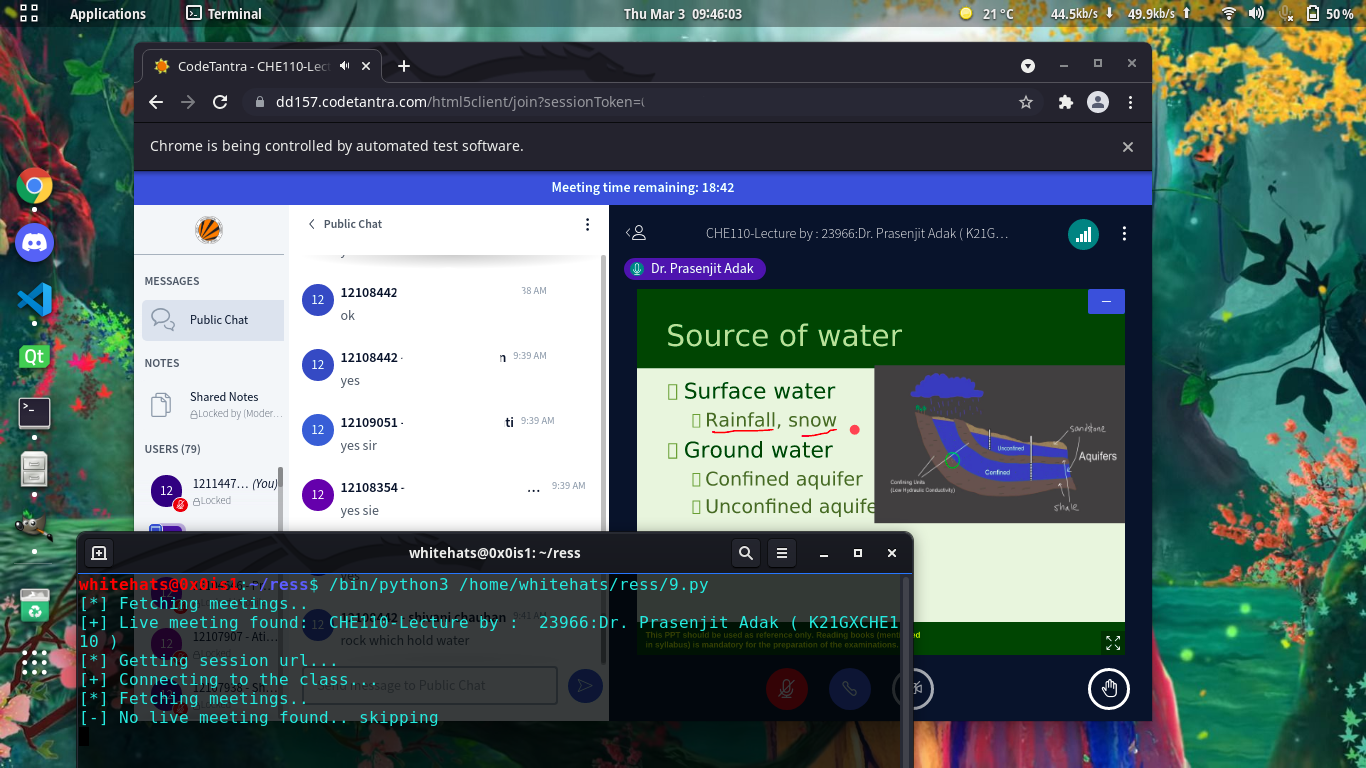 Applications
Terminal
Thu Mar 3 09:46:03
21 °C
44.5kb/s
49.9kb/s
50 %
CodeTantra - CHE110-Lect
dd157.codetantra.com/html5client/join?sessionToken=
Chrome is being controlled by automated test software.
Meeting time remaining: 18:42
MESSAGES
Public Chat
NOTES
Shared Notes
Locked by (Moder...
USERS (79)
1211447... (You)
Locked
Public Chat
12
12108442
38 AM
ok
12
12108442 -
9:39 AM
yes
12
12109051 -
ti
9:39 AM
yes sir
12
12108354 -
...
9:39 AM
yes sie
12108442 - shivani chauhan
9:41 AM
rock which hold water
12107907 - Ati...
Locked
12107938 - Sh...
Send message to Public Chat
CHE110-Lecture by : 23966:Dr. Prasenjit Adak ( K21G...
Dr. Prasenjit Adak
Source of water
Surface water
Rainfall, snow
Ground water
Confined aquifer
Unconfined aquife
Unconfined
Confined
sandstone
Aquifers
Confining Units
(Low Hydraulic Conductivity)
shale
This PPT should be used as reference only. Reading books (mentioned
in syllabus) is mandatory for the preparation of the examinations.
whitehats@0x0is1: ~/ress
whitehats@0x0is1:~/ress$ /bin/python3 /home/whitehats/ress/9.py
[*] Fetching meetings..
[+] Live meeting found:  CHE110-Lecture by :  23966:Dr. Prasenjit Adak ( K21GXCHE1
10 )
[*] Getting session url...
[+] Connecting to the class...
[*] Fetching meetings..
[-] No live meeting found.. skipping